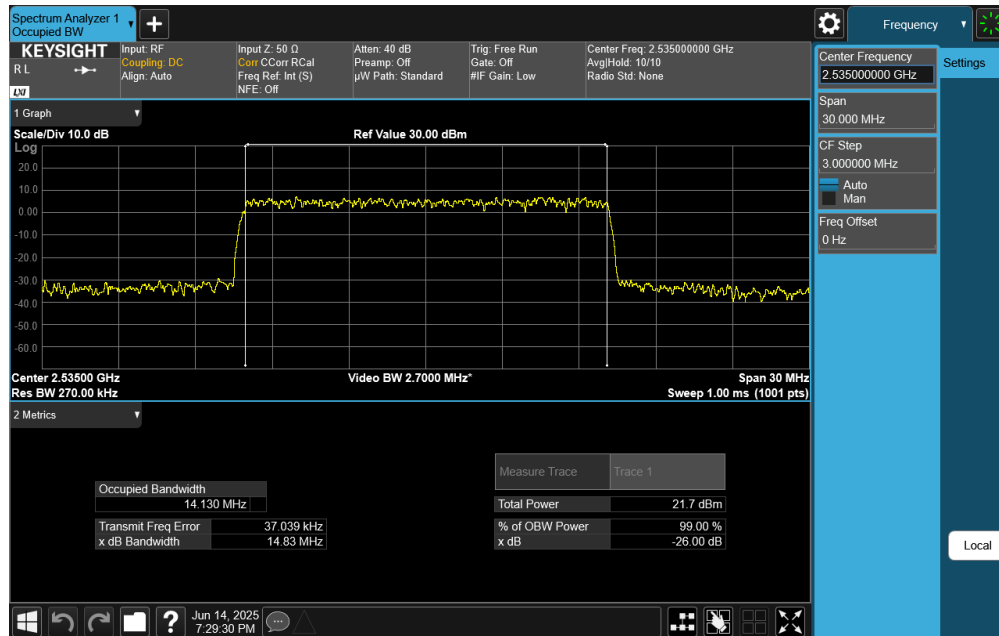 Spectrum Analyzer 1
Occupied BW
+
Frequency
KEYSIGHT
R L
LXI
Input: RF
Coupling: DC
Align: Auto
Input Z: 50 Ω
Corr CCorr RCal
Freq Ref: Int (S)
NFE: Off
Atten: 40 dB
Preamp: Off
µW Path: Standard
Trig: Free Run
Gate: Off
#IF Gain: Low
Center Freq: 2.535000000 GHz
Avg|Hold: 10/10
Radio Std: None
Center Frequency
2.535000000 GHz
Settings
Span
30.000 MHz
CF Step
3.000000 MHz
Auto
Man
Freq Offset
0 Hz
1 Graph
Scale/Div 10.0 dB
Ref Value 30.00 dBm
Log
20.0
10.0
0.00
-10.0
-20.0
-30.0
-40.0
-50.0
-60.0
Center 2.53500 GHz
Video BW 2.7000 MHz*
Span 30 MHz
Res BW 270.00 kHz
Sweep 1.00 ms (1001 pts)
2 Metrics
Measure Trace
Trace 1
Occupied Bandwidth
14.130 MHz
Total Power
21.7 dBm
Transmit Freq Error
37.039 kHz
% of OBW Power
99.00 %
x dB Bandwidth
14.83 MHz
x dB
-26.00 dB
Local
?
Jun 14, 2025
7:29:30 PM